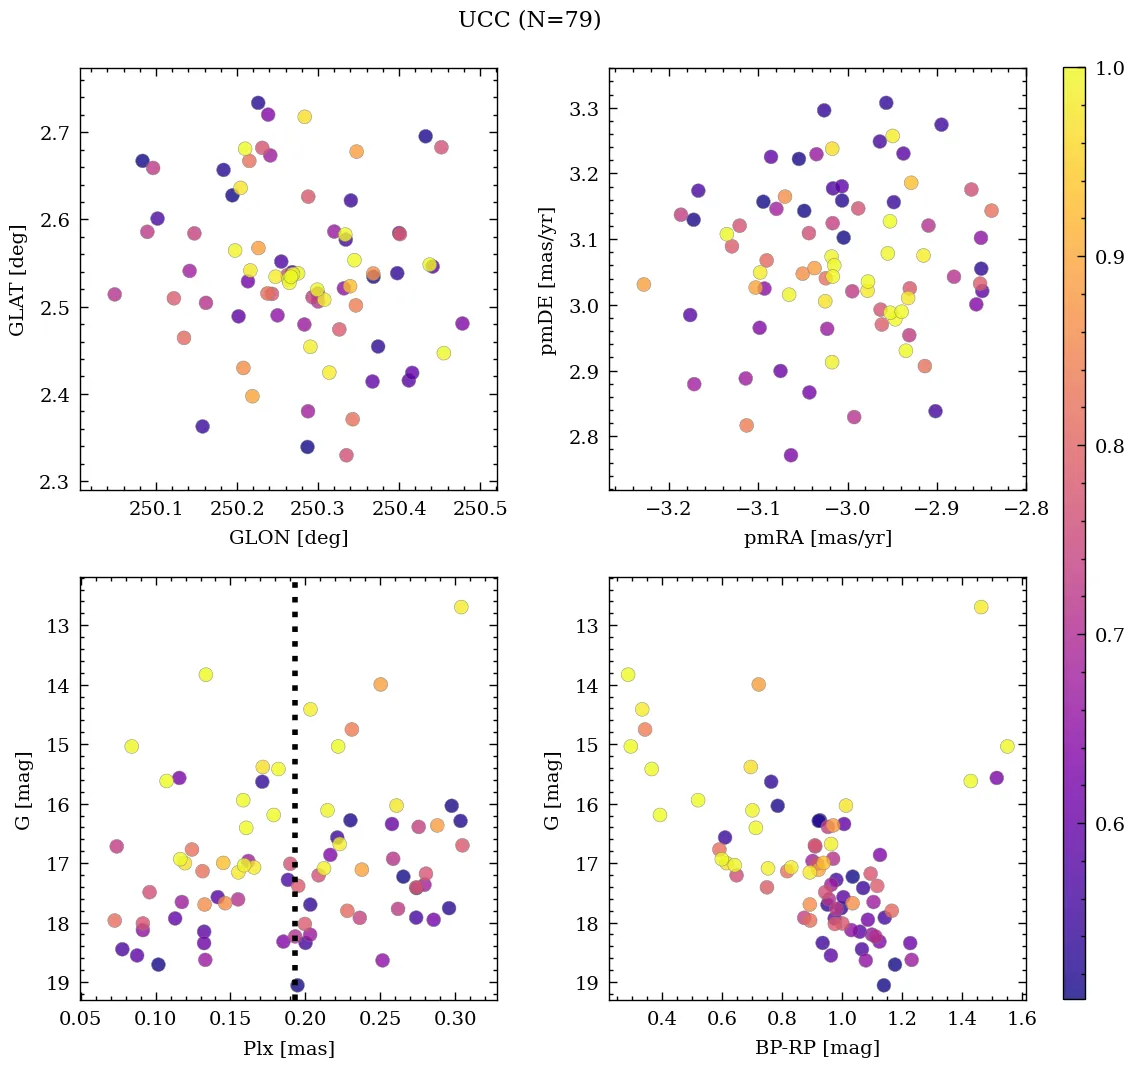 UCC (N=79)
2.7
2.6
2.5
2.4
2.3
GLAT [deg]
250.1 250.2 250.3 250.4 250.5
GLON [deg]
3.3
3.2
3.1
3.0
2.9
2.8
pmDE [mas/yr]
−3.2 −3.1 −3.0 −2.9 −2.8
pmRA [mas/yr]
1.0
0.9
0.8
0.7
0.6
13
14
15
16
17
18
19
G [mag]
0.05 0.10 0.15 0.20 0.25 0.30
Plx [mas]
13
14
15
16
17
18
19
G [mag]
0.4 0.6 0.8 1.0 1.2 1.4 1.6
BP-RP [mag]